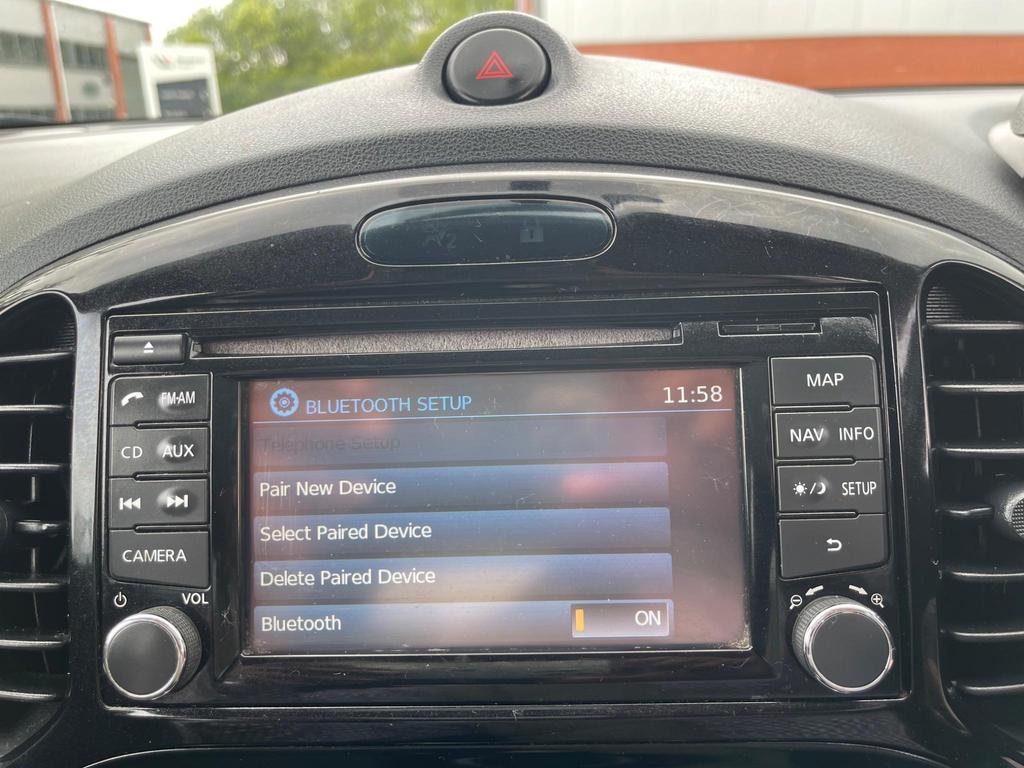 2
BLUETOOTH SETUP 11:58
Telephone Setup
Pair New Device
Select Paired Device
Delete Paired Device
Bluetooth ON
FM·AM
CD AUX
CAMERA
VOL
MAP
NAV INFO
SETUP